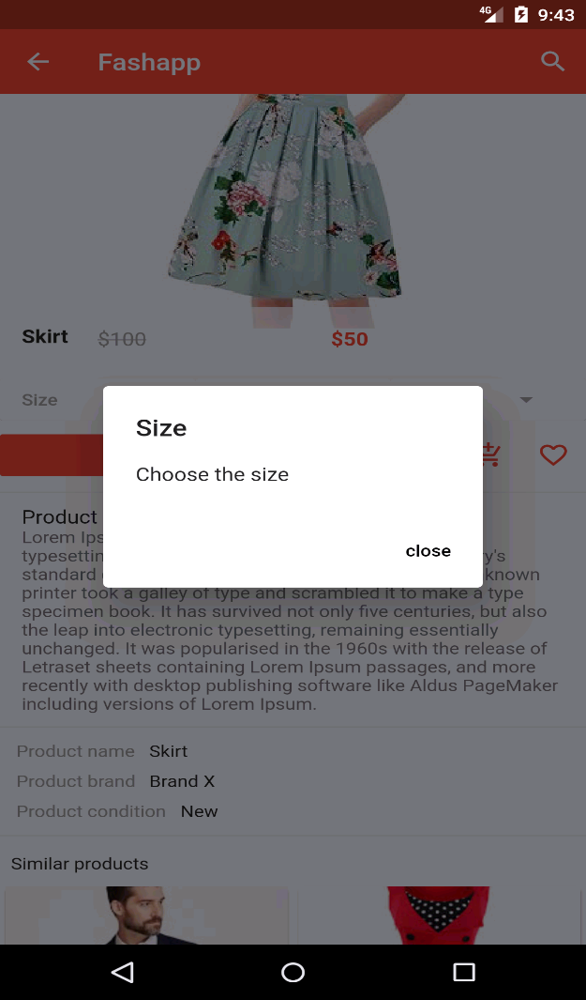 4G 9:43
Fashapp
Skirt $100 $50
Size
Size
Choose the size
close
Product
Lorem Ips
typesettin ry's
standard known
printer took a galley of type and scrambled it to make a type
specimen book. It has survived not only five centuries, but also
the leap into electronic typesetting, remaining essentially
unchanged. It was popularised in the 1960s with the release of
Letraset sheets containing Lorem Ipsum passages, and more
recently with desktop publishing software like Aldus PageMaker
including versions of Lorem Ipsum.
Product name Skirt
Product brand Brand X
Product condition New
Similar products